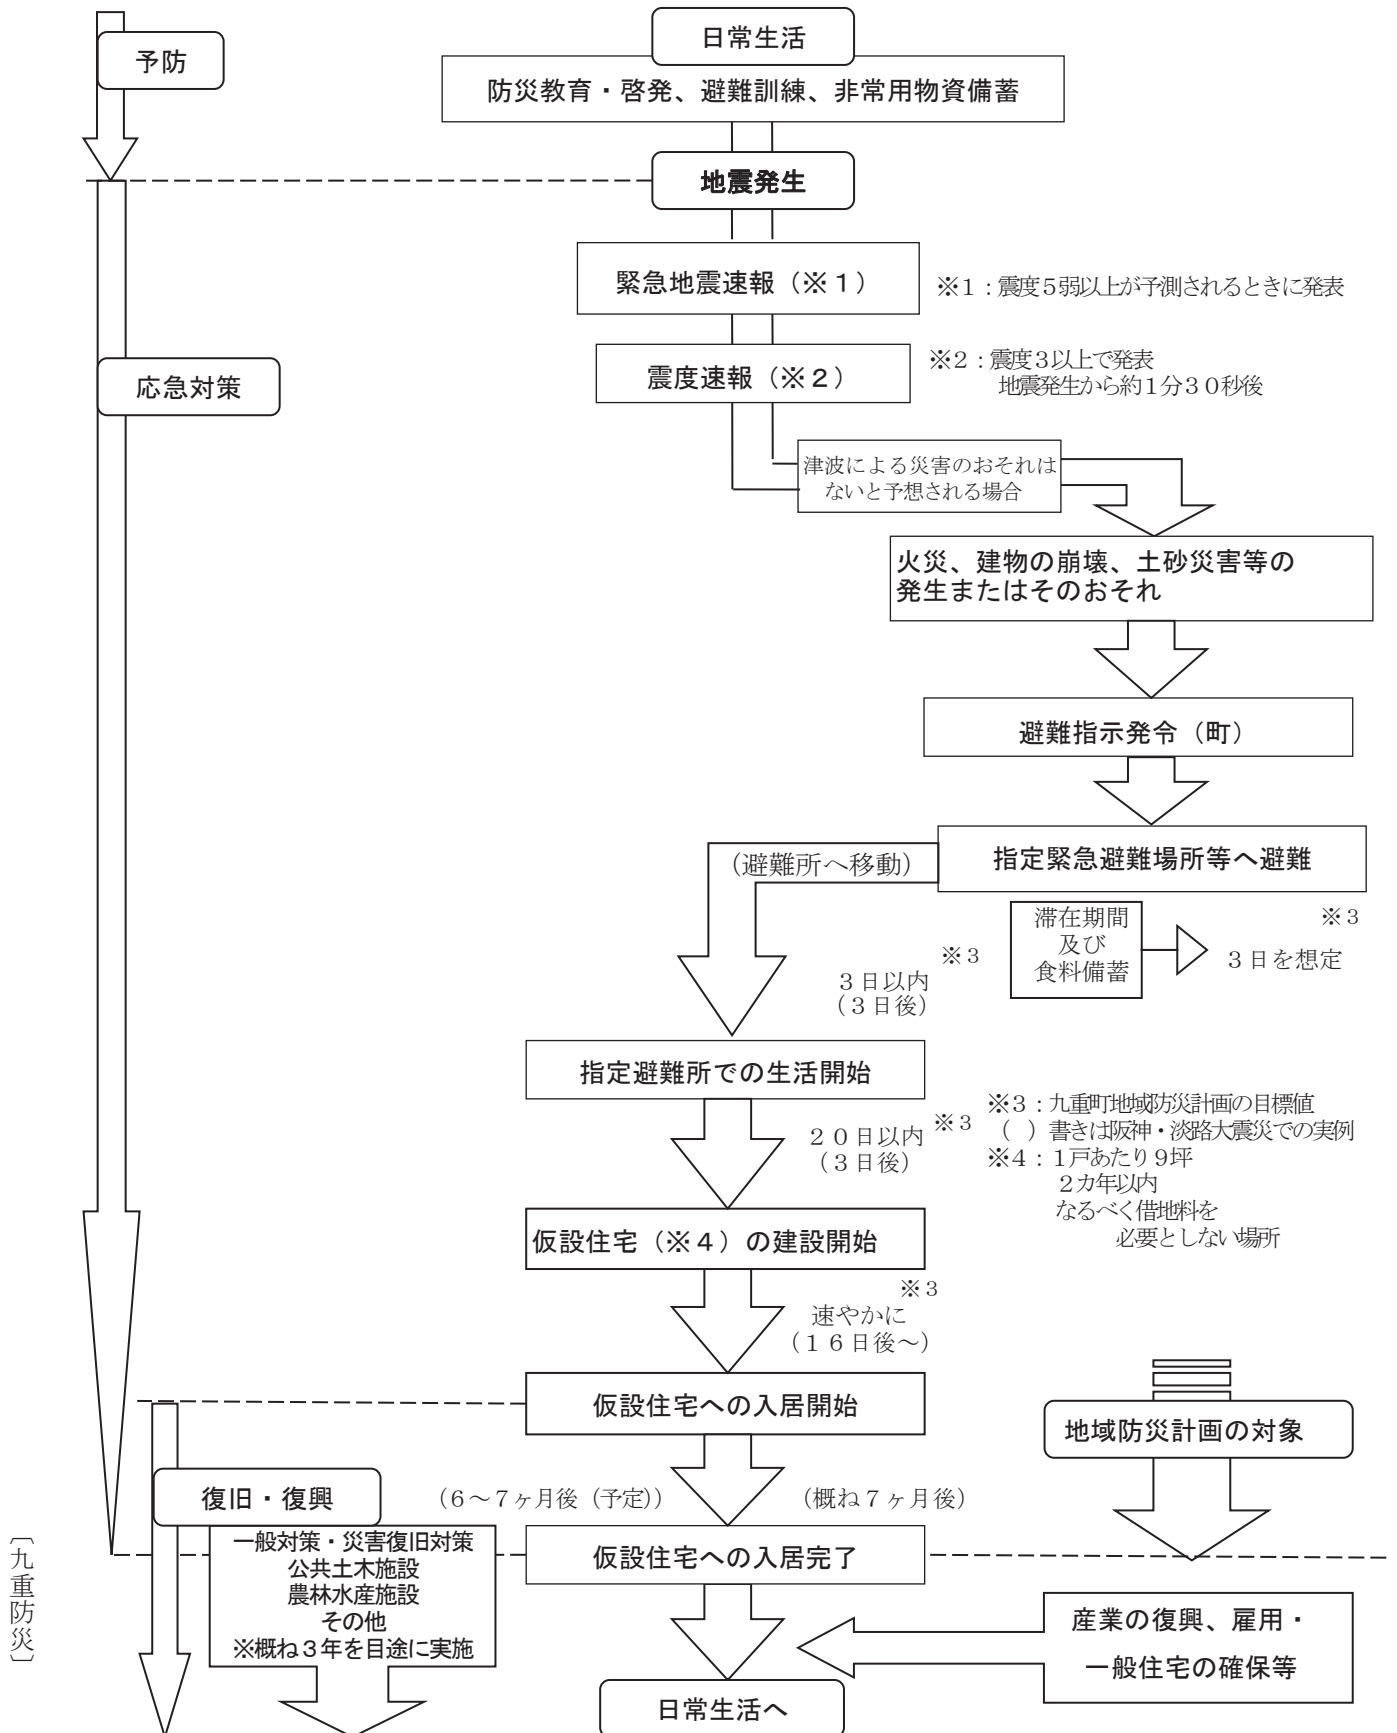 予防
日常生活
防災教育・啓発、避難訓練、非常用物資備蓄
地震発生
緊急地震速報（※１）
※１：震度５弱以上が予測されるときに発表
震度速報（※２）
※２：震度３以上で発表
地震発生から約１分３０秒後
応急対策
津波による災害のおそれは
ないと予想される場合
火災、建物の崩壊、土砂災害等の
発生またはそのおそれ
避難指示発令（町）
指定緊急避難場所等へ避難
（避難所へ移動）
滞在期間
及び
食料備蓄
※３
３日を想定
※３
３日以内
（３日後）
指定避難所での生活開始
※３
２０日以内
（３日後）
※３：九重町地域防災計画の目標値
（　）書きは阪神・淡路大震災での実例
※４：１戸あたり９坪
２カ年以内
なるべく借地料を
必要としない場所
仮設住宅（※４）の建設開始
※３
速やかに
（１６日後～）
仮設住宅への入居開始
地域防災計画の対象
復旧・復興
（６～７ヶ月後（予定））
（概ね７ヶ月後）
一般対策・災害復旧対策
公共土木施設
農林水産施設
その他
※概ね３年を目途に実施
仮設住宅への入居完了
産業の復興、雇用・
一般住宅の確保等
日常生活へ
〔九重防災〕